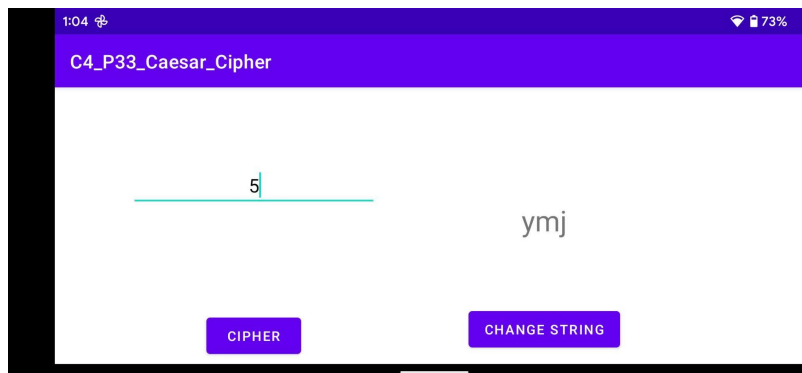 1:04 73%
C4_P33_Caesar_Cipher
5
ymj
CIPHER CHANGE STRING